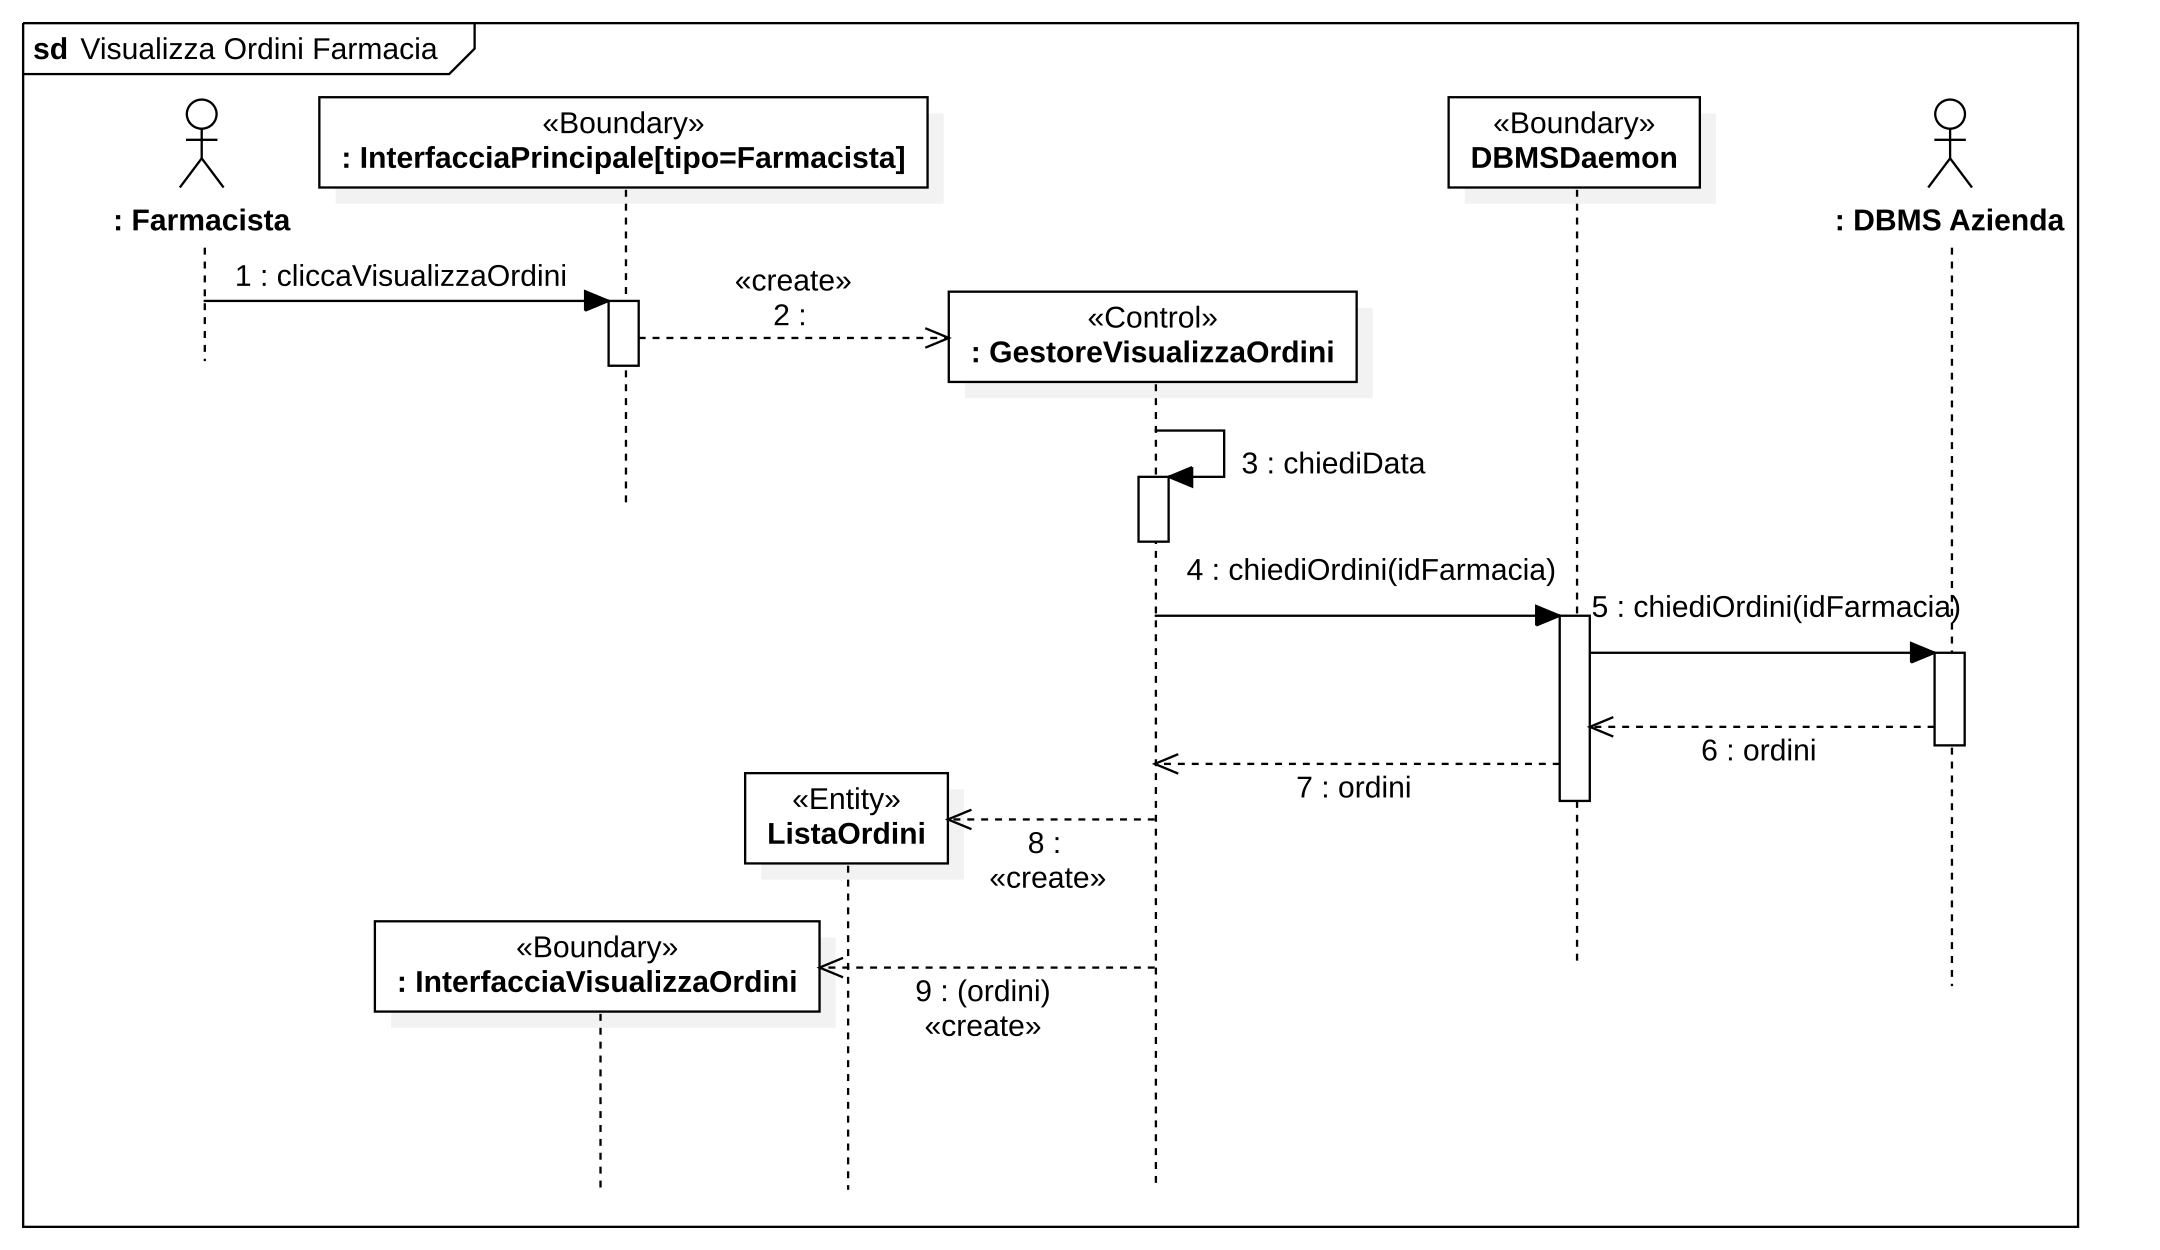 sd Visualizza Ordini Farmacia
«Boundary»
: InterfacciaPrincipale[tipo=Farmacista]
«Boundary»
DBMSDaemon
: Farmacista
: DBMS Azienda
1 : cliccaVisualizzaOrdini
«create»
2 :
«Control»
: GestoreVisualizzaOrdini
3 : chiediData
4 : chiediOrdini(idFarmacia)
5 : chiediOrdini(idFarmacia)
6 : ordini
7 : ordini
«Entity»
ListaOrdini
8 :
«create»
«Boundary»
: InterfacciaVisualizzaOrdini
9 : (ordini)
«create»